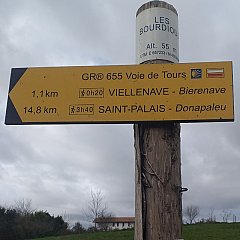 LES
BOURDIOU
Alt. 55 m
GR® 655 Voie de Tours
1,1 km 0h20 VIELLENAVE - Bierenave
14,8 km 3h40 SAINT-PALAIS - Donapaleu